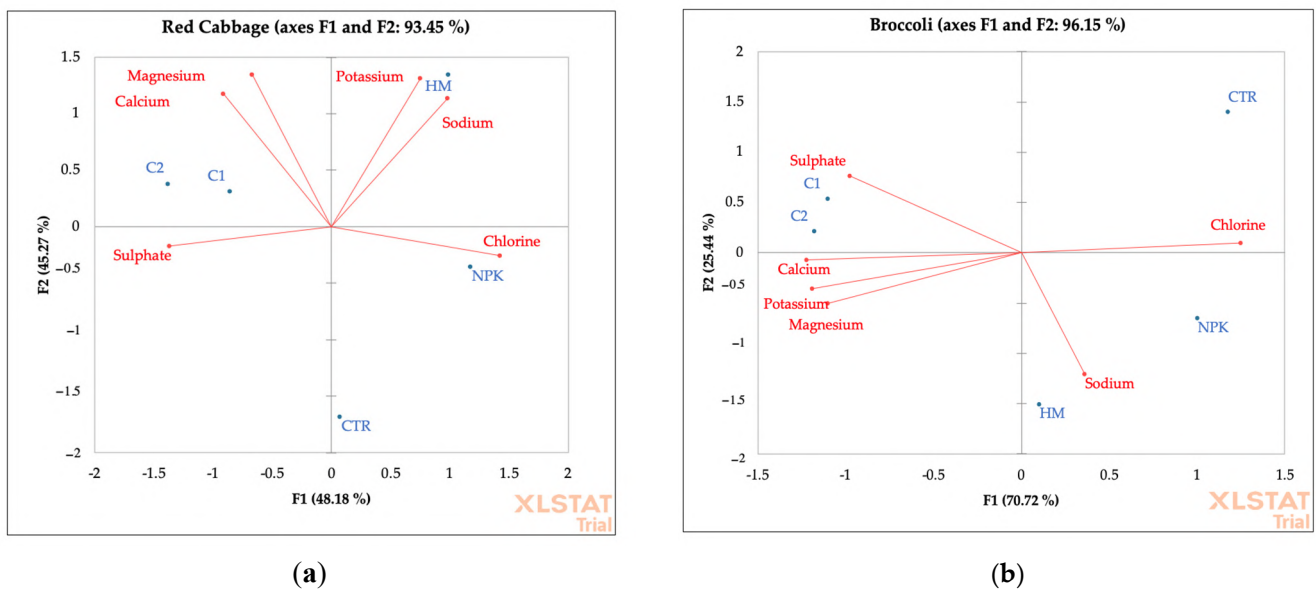 Red Cabbage (axes F1 and F2: 93.45 %)
1.5
1
0.5
0
−0.5
−1
−1.5
−2
F2 (45.27 %)
Magnesium
Calcium
Potassium
HM
Sodium
C2
C1
Sulphate
Chlorine
NPK
CTR
-2
-1.5
-1
-0.5
0
0.5
1
1.5
2
F1 (48.18 %)
XLSTAT
Trial
(a)
Broccoli (axes F1 and F2: 96.15 %)
2
1.5
1
0.5
0
−0.5
−1
−1.5
−2
F2 (25.44 %)
CTR
Sulphate
C1
C2
Chlorine
Calcium
Potassium
Magnesium
NPK
Sodium
HM
-1.5
-1
-0.5
0
0.5
1
1.5
F1 (70.72 %)
XLSTAT
Trial
(b)